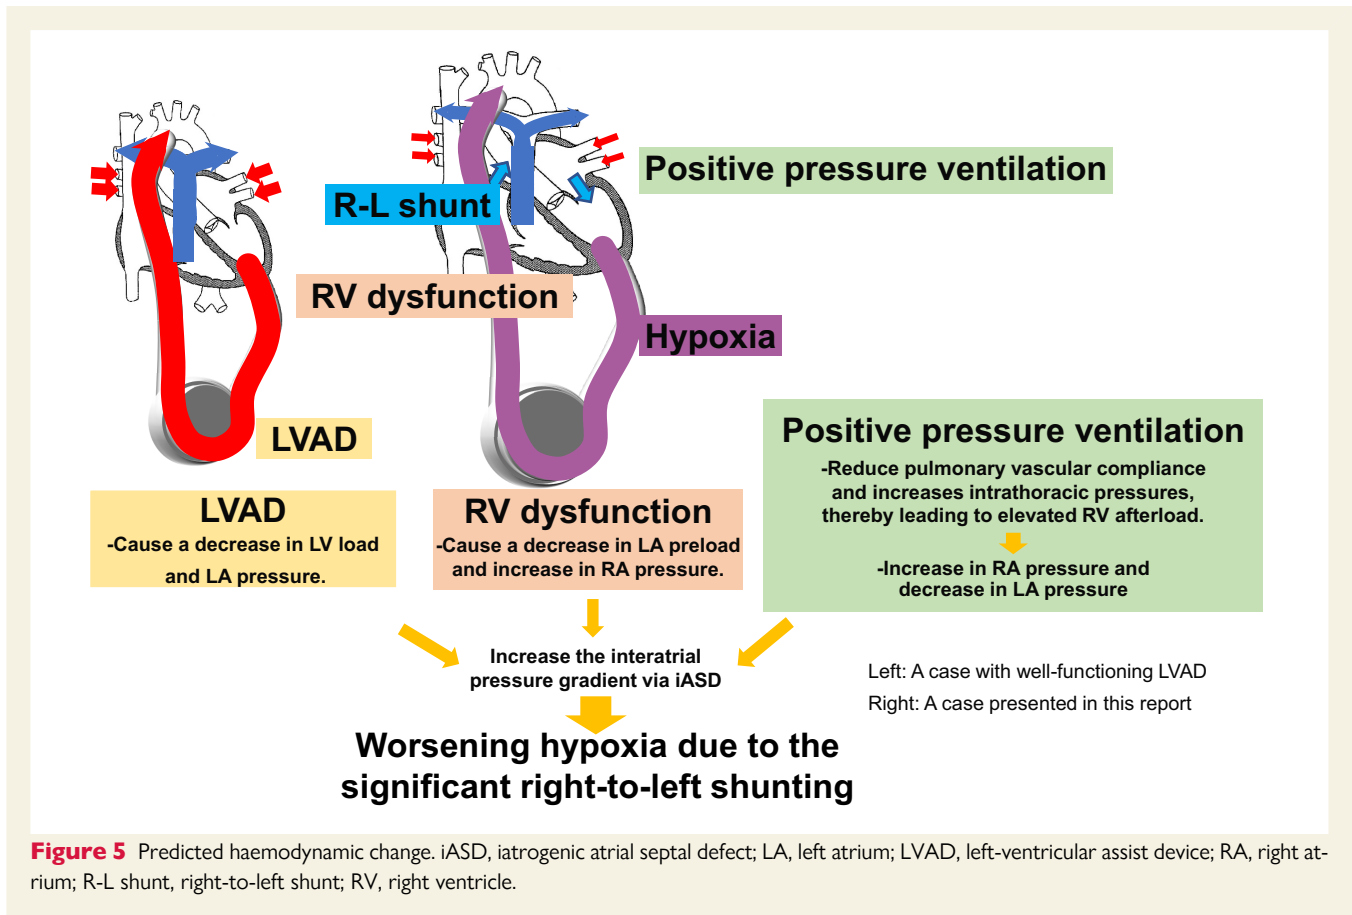 Positive pressure ventilation
R-L shunt
RV dysfunction
Hypoxia
LVAD
LVAD
-Cause a decrease in LV load
and LA pressure.
RV dysfunction
-Cause a decrease in LA preload
and increase in RA pressure.
Positive pressure ventilation
-Reduce pulmonary vascular compliance
and increases intrathoracic pressures,
thereby leading to elevated RV afterload.
-Increase in RA pressure and
decrease in LA pressure
Increase the interatrial
pressure gradient via iASD
Left: A case with well-functioning LVAD
Right: A case presented in this report
Worsening hypoxia due to the
significant right-to-left shunting
Figure 5 Predicted haemodynamic change. iASD, iatrogenic atrial septal defect; LA, left atrium; LVAD, left-ventricular assist device; RA, right at-
rium; R-L shunt, right-to-left shunt; RV, right ventricle.